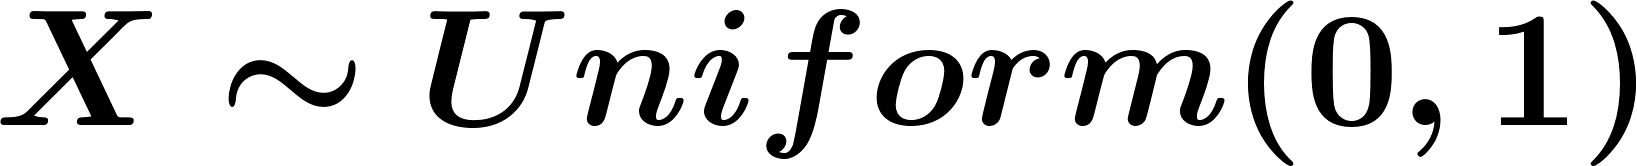 X ∼ Uniform(0, 1)